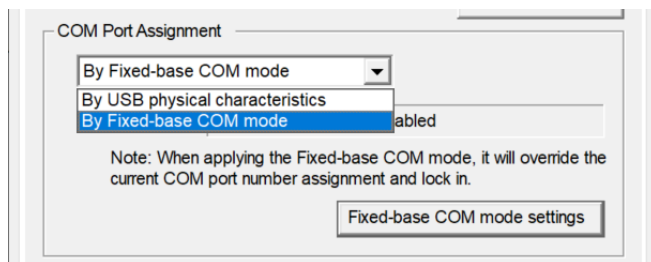 COM Port Assignment
By Fixed-base COM mode
By USB physical characteristics
By Fixed-base COM mode
Note: When applying the Fixed-base COM mode, it will override the
current COM port number assignment and lock in.
Fixed-base COM mode settings